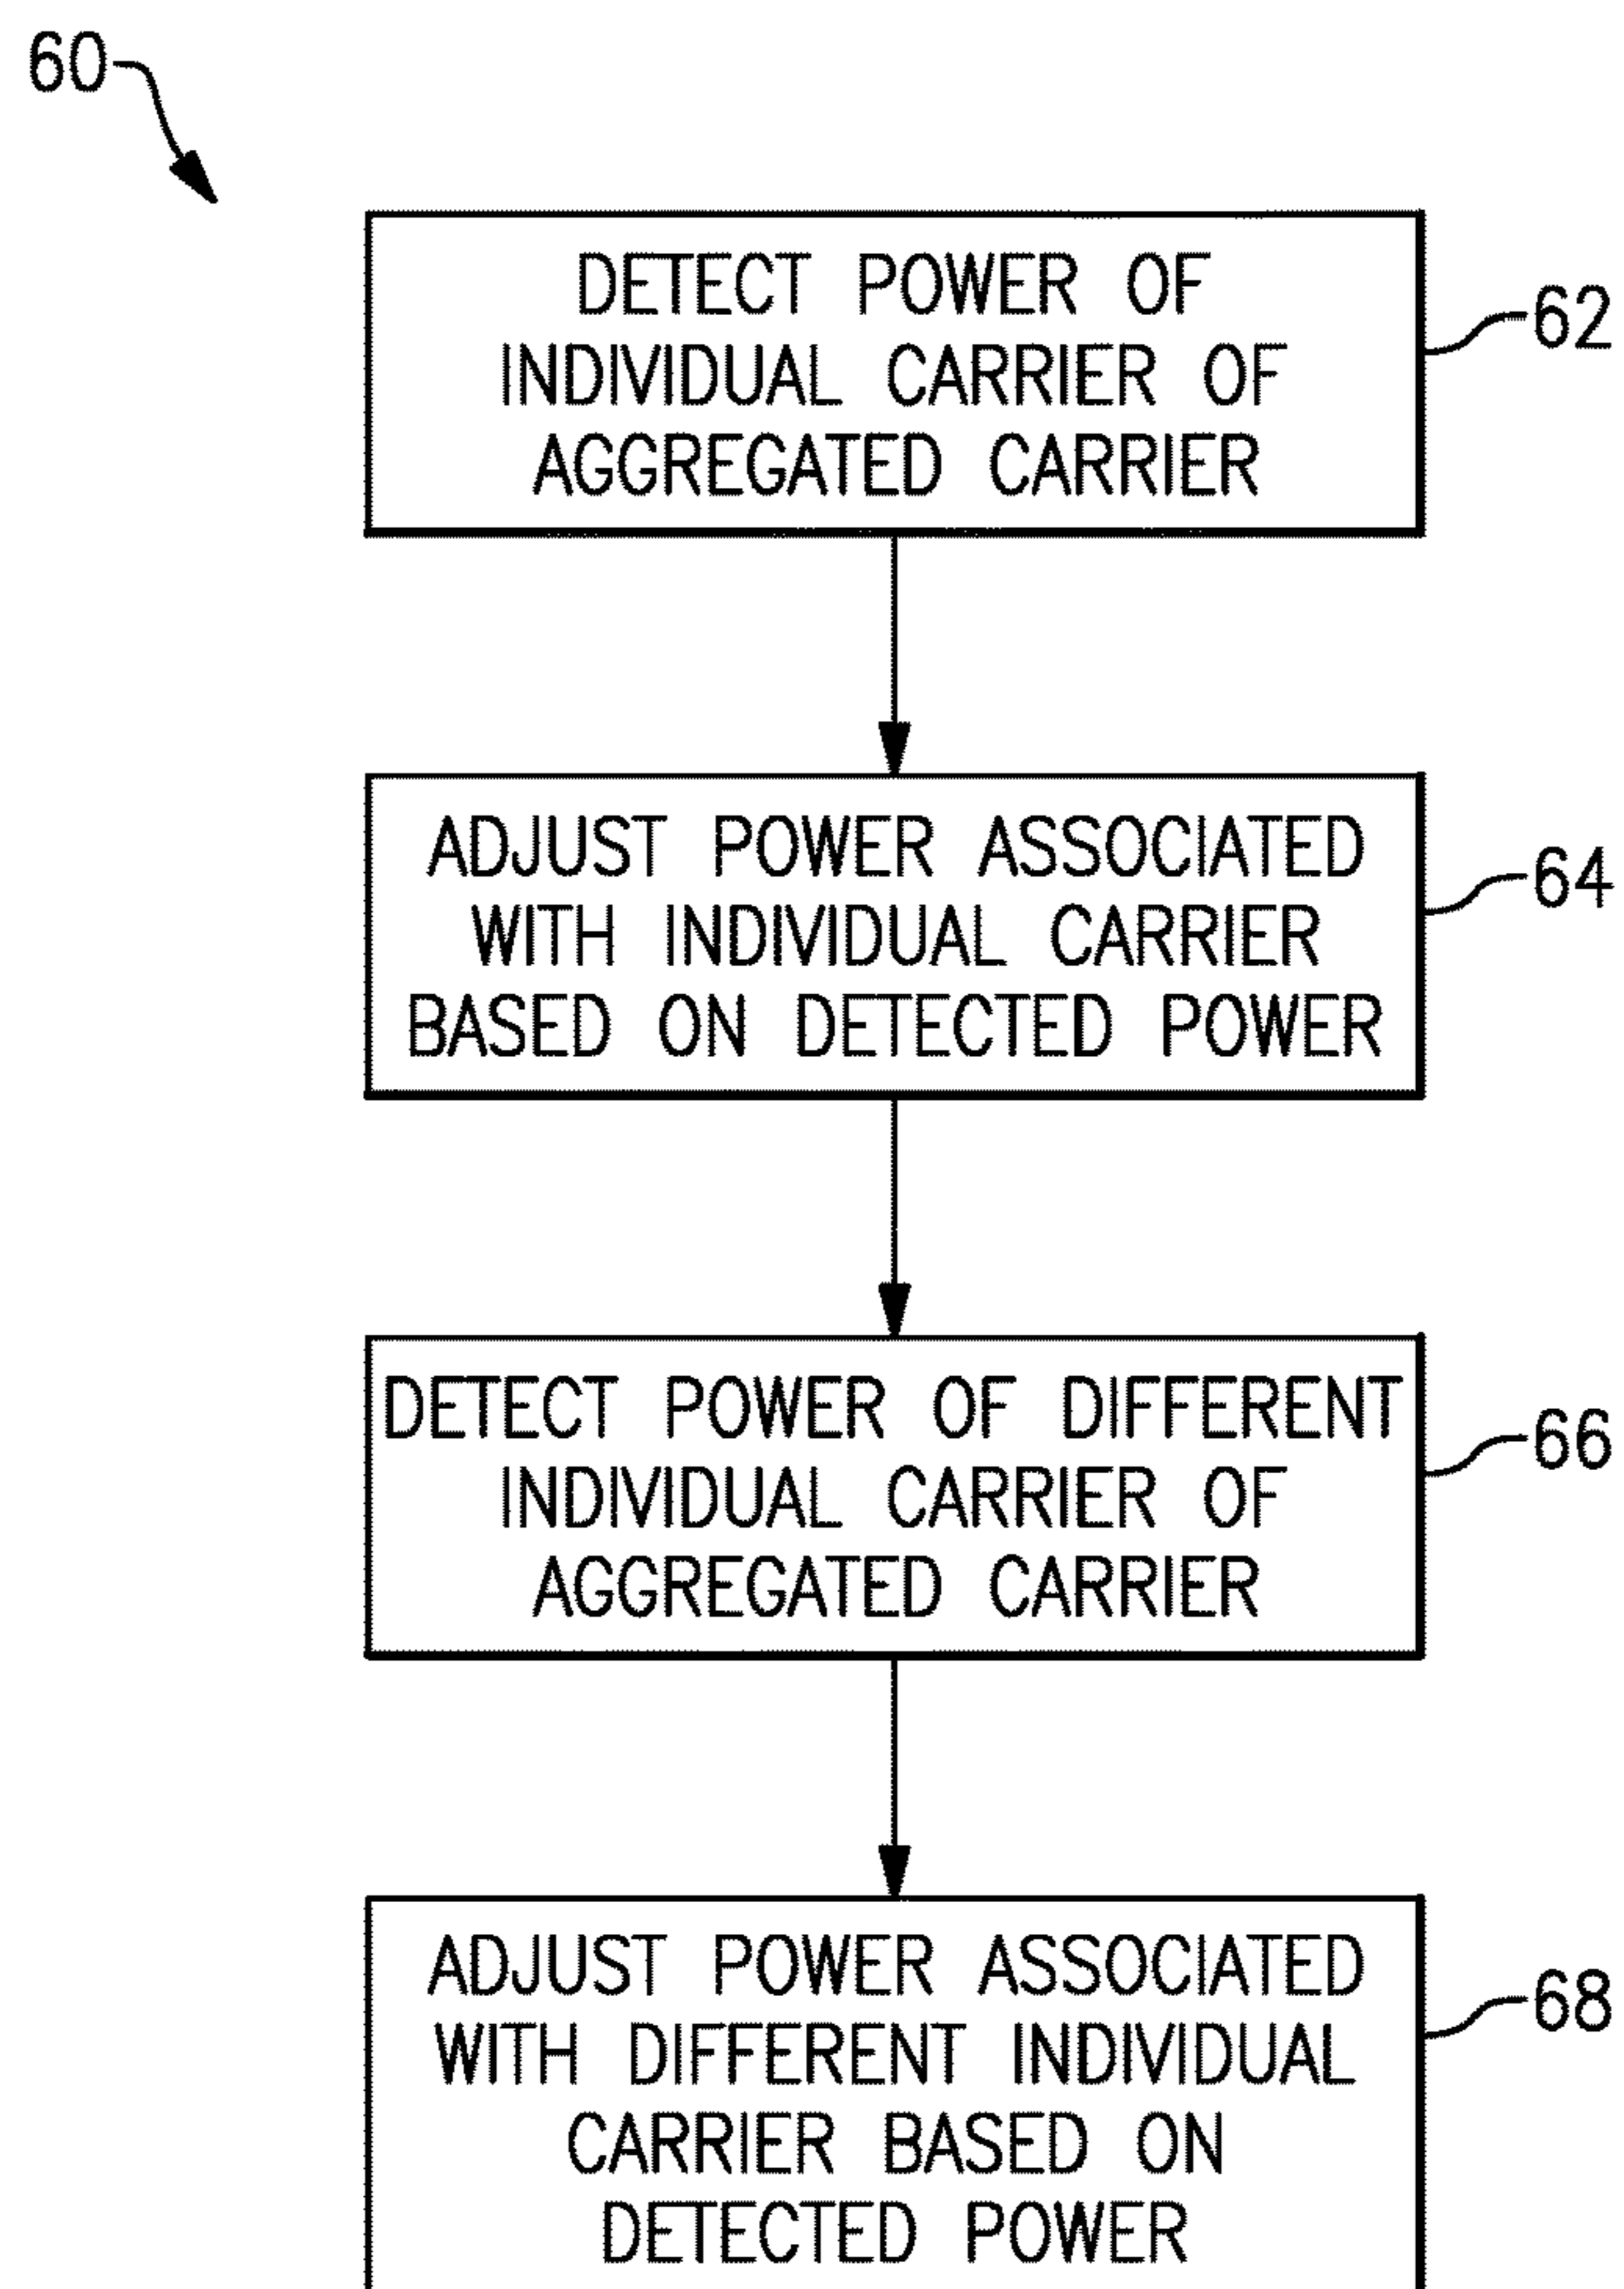 60
DETECT POWER OF
INDIVIDUAL CARRIER OF
AGGREGATED CARRIER
62
ADJUST POWER ASSOCIATED
WITH INDIVIDUAL CARRIER
BASED ON DETECTED POWER
64
DETECT POWER OF DIFFERENT
INDIVIDUAL CARRIER OF
AGGREGATED CARRIER
66
ADJUST POWER ASSOCIATED
WITH DIFFERENT INDIVIDUAL
CARRIER BASED ON
DETECTED POWER
68